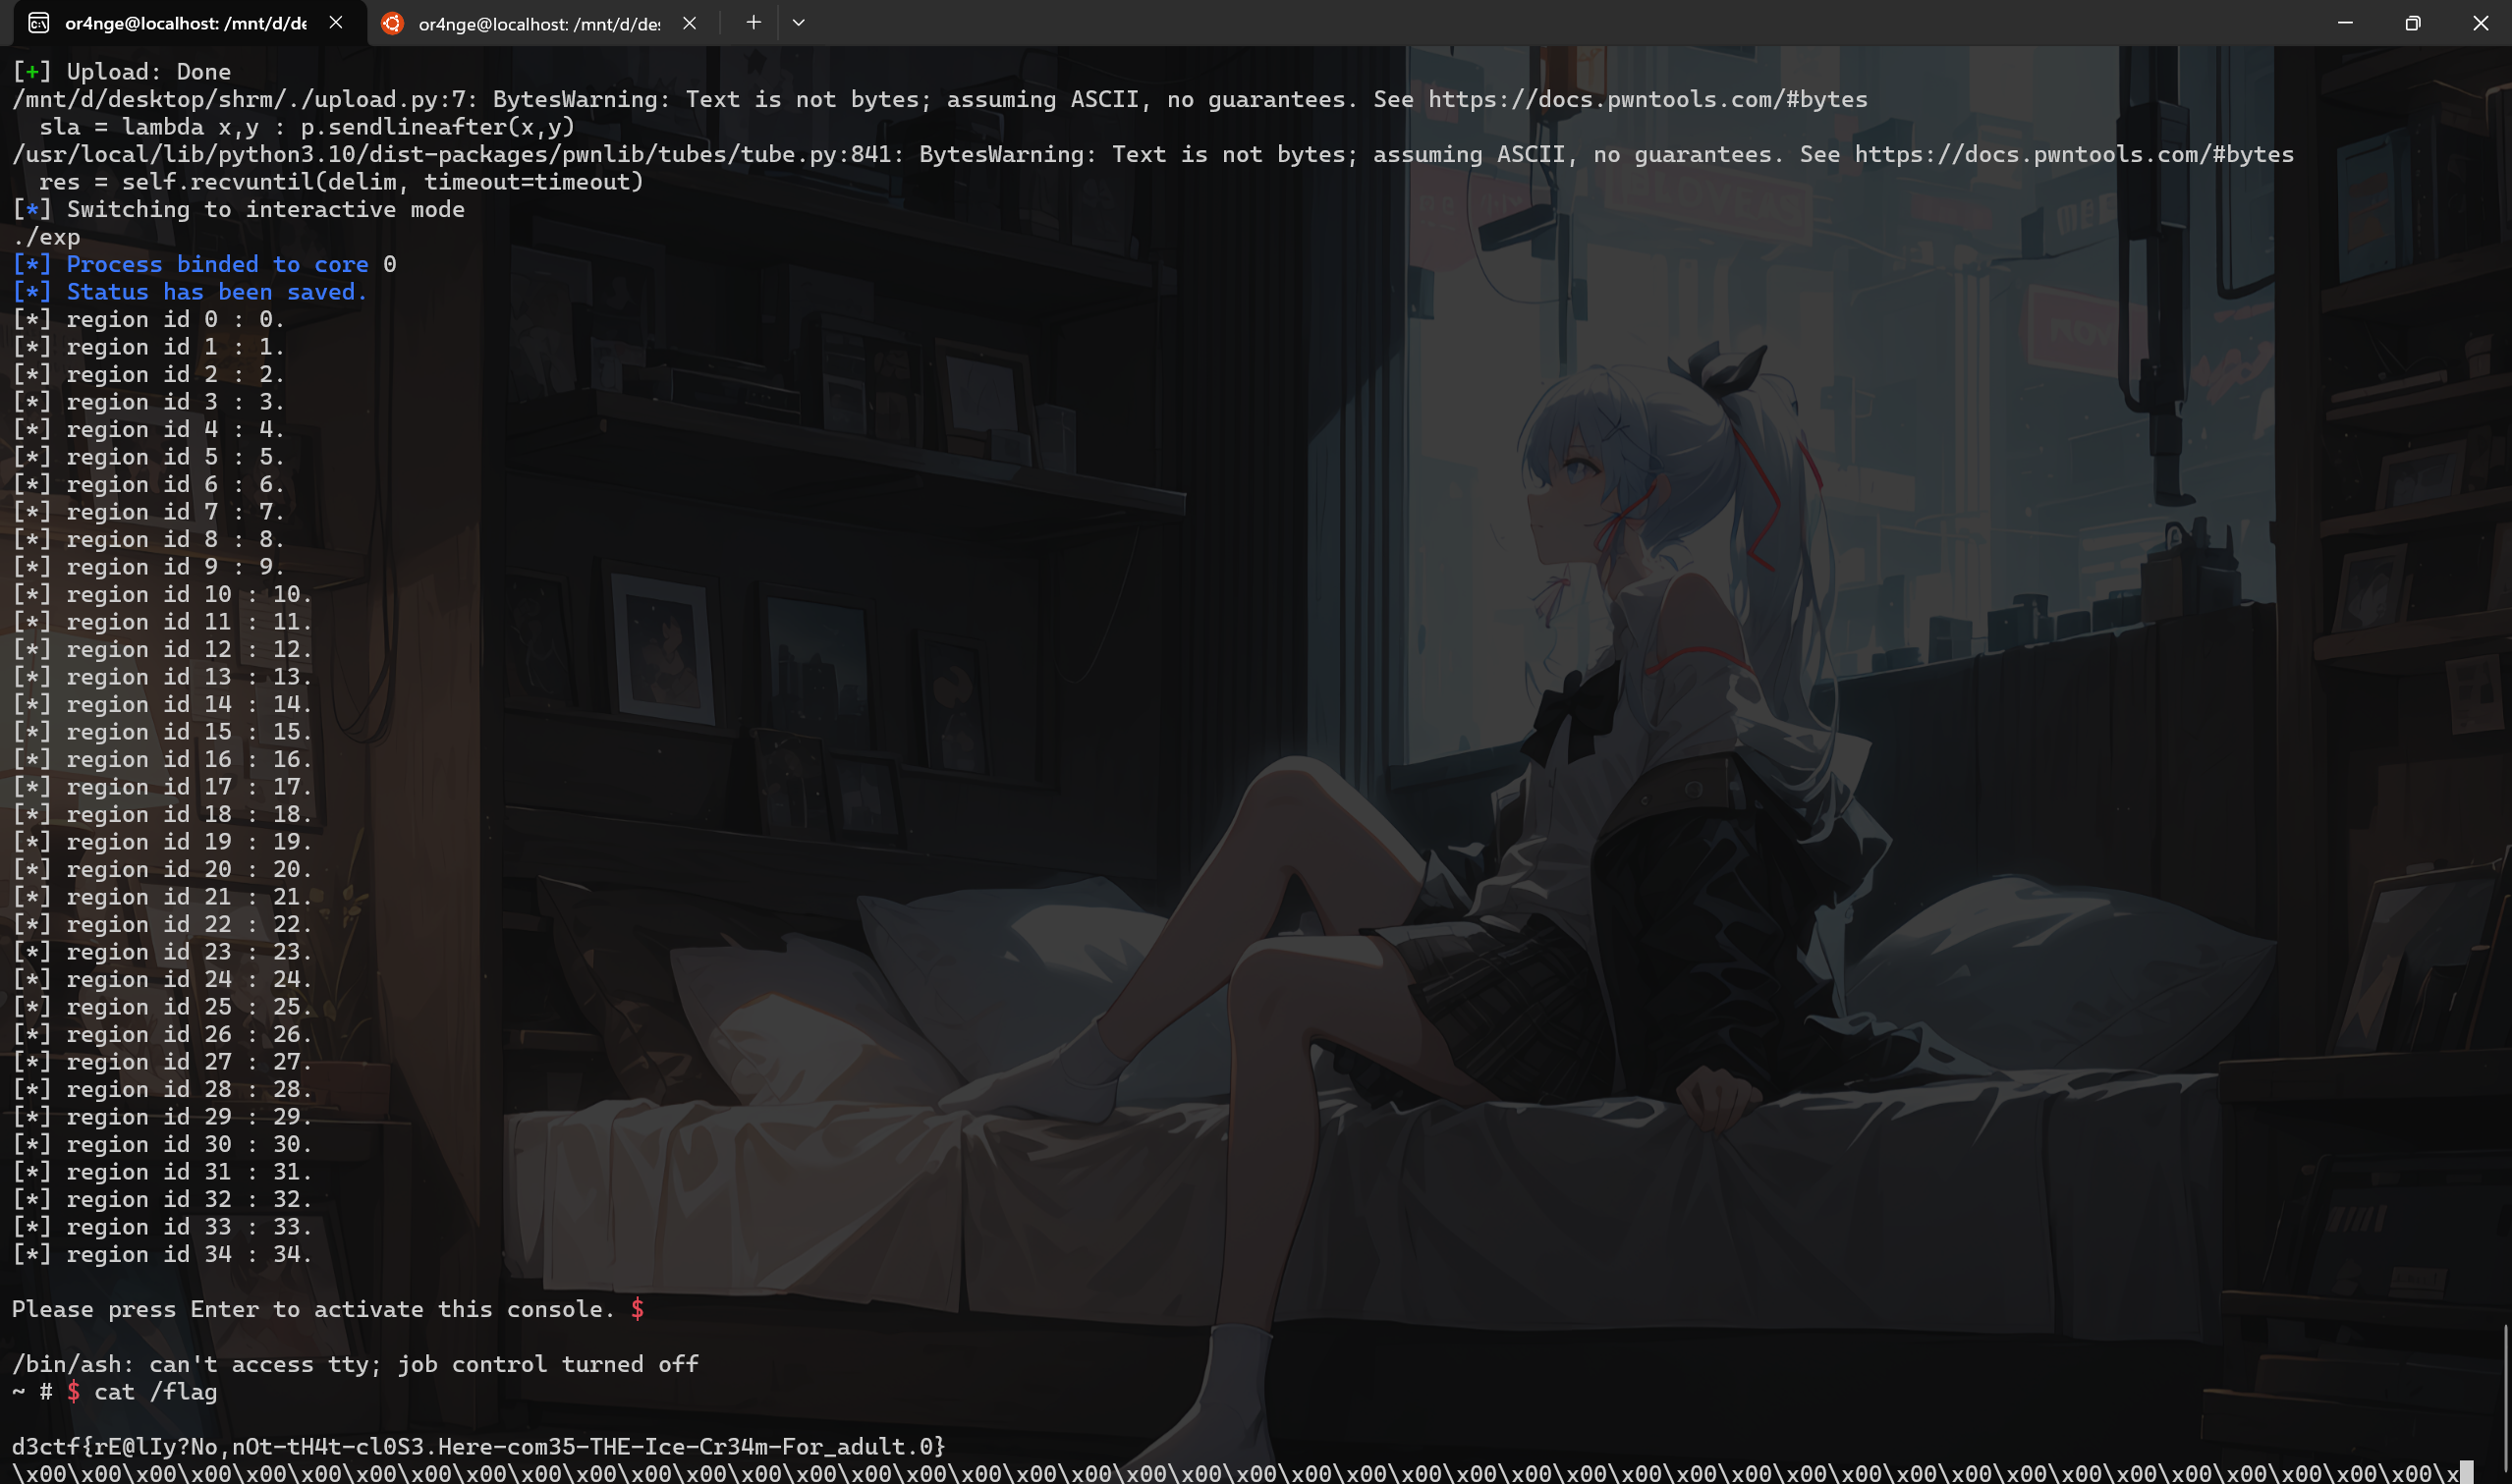 or4nge@localhost: /mnt/d/de
or4nge@localhost: /mnt/d/des
[+] Upload: Done
/mnt/d/desktop/shrm/./upload.py:7: BytesWarning: Text is not bytes; assuming ASCII, no guarantees. See https://docs.pwntools.com/#bytes
  sla = lambda x,y : p.sendlineafter(x,y)
/usr/local/lib/python3.10/dist-packages/pwnlib/tubes/tube.py:841: BytesWarning: Text is not bytes; assuming ASCII, no guarantees. See https://docs.pwntools.com/#bytes
  res = self.recvuntil(delim, timeout=timeout)
[*] Switching to interactive mode
./exp
[*] Process binded to core 0
[*] Status has been saved.
[*] region id 0 : 0.
[*] region id 1 : 1.
[*] region id 2 : 2.
[*] region id 3 : 3.
[*] region id 4 : 4.
[*] region id 5 : 5.
[*] region id 6 : 6.
[*] region id 7 : 7.
[*] region id 8 : 8.
[*] region id 9 : 9.
[*] region id 10 : 10.
[*] region id 11 : 11.
[*] region id 12 : 12.
[*] region id 13 : 13.
[*] region id 14 : 14.
[*] region id 15 : 15.
[*] region id 16 : 16.
[*] region id 17 : 17.
[*] region id 18 : 18.
[*] region id 19 : 19.
[*] region id 20 : 20.
[*] region id 21 : 21.
[*] region id 22 : 22.
[*] region id 23 : 23.
[*] region id 24 : 24.
[*] region id 25 : 25.
[*] region id 26 : 26.
[*] region id 27 : 27.
[*] region id 28 : 28.
[*] region id 29 : 29.
[*] region id 30 : 30.
[*] region id 31 : 31.
[*] region id 32 : 32.
[*] region id 33 : 33.
[*] region id 34 : 34.
Please press Enter to activate this console. $
/bin/ash: can't access tty; job control turned off
~ # $ cat /flag
d3ctf{rE@lIy?No,nOt-tH4t-cl0S3.Here-com35-THE-Ice-Cr34m-For_adult.0}
\x00\x00\x00\x00\x00\x00\x00\x00\x00\x00\x00\x00\x00\x00\x00\x00\x00\x00\x00\x00\x00\x00\x00\x00\x00\x00\x00\x00\x00\x00\x00\x00\x00\x00\x00\x00\x00\x00\x00\x00\x00\x00\x00\x00\x